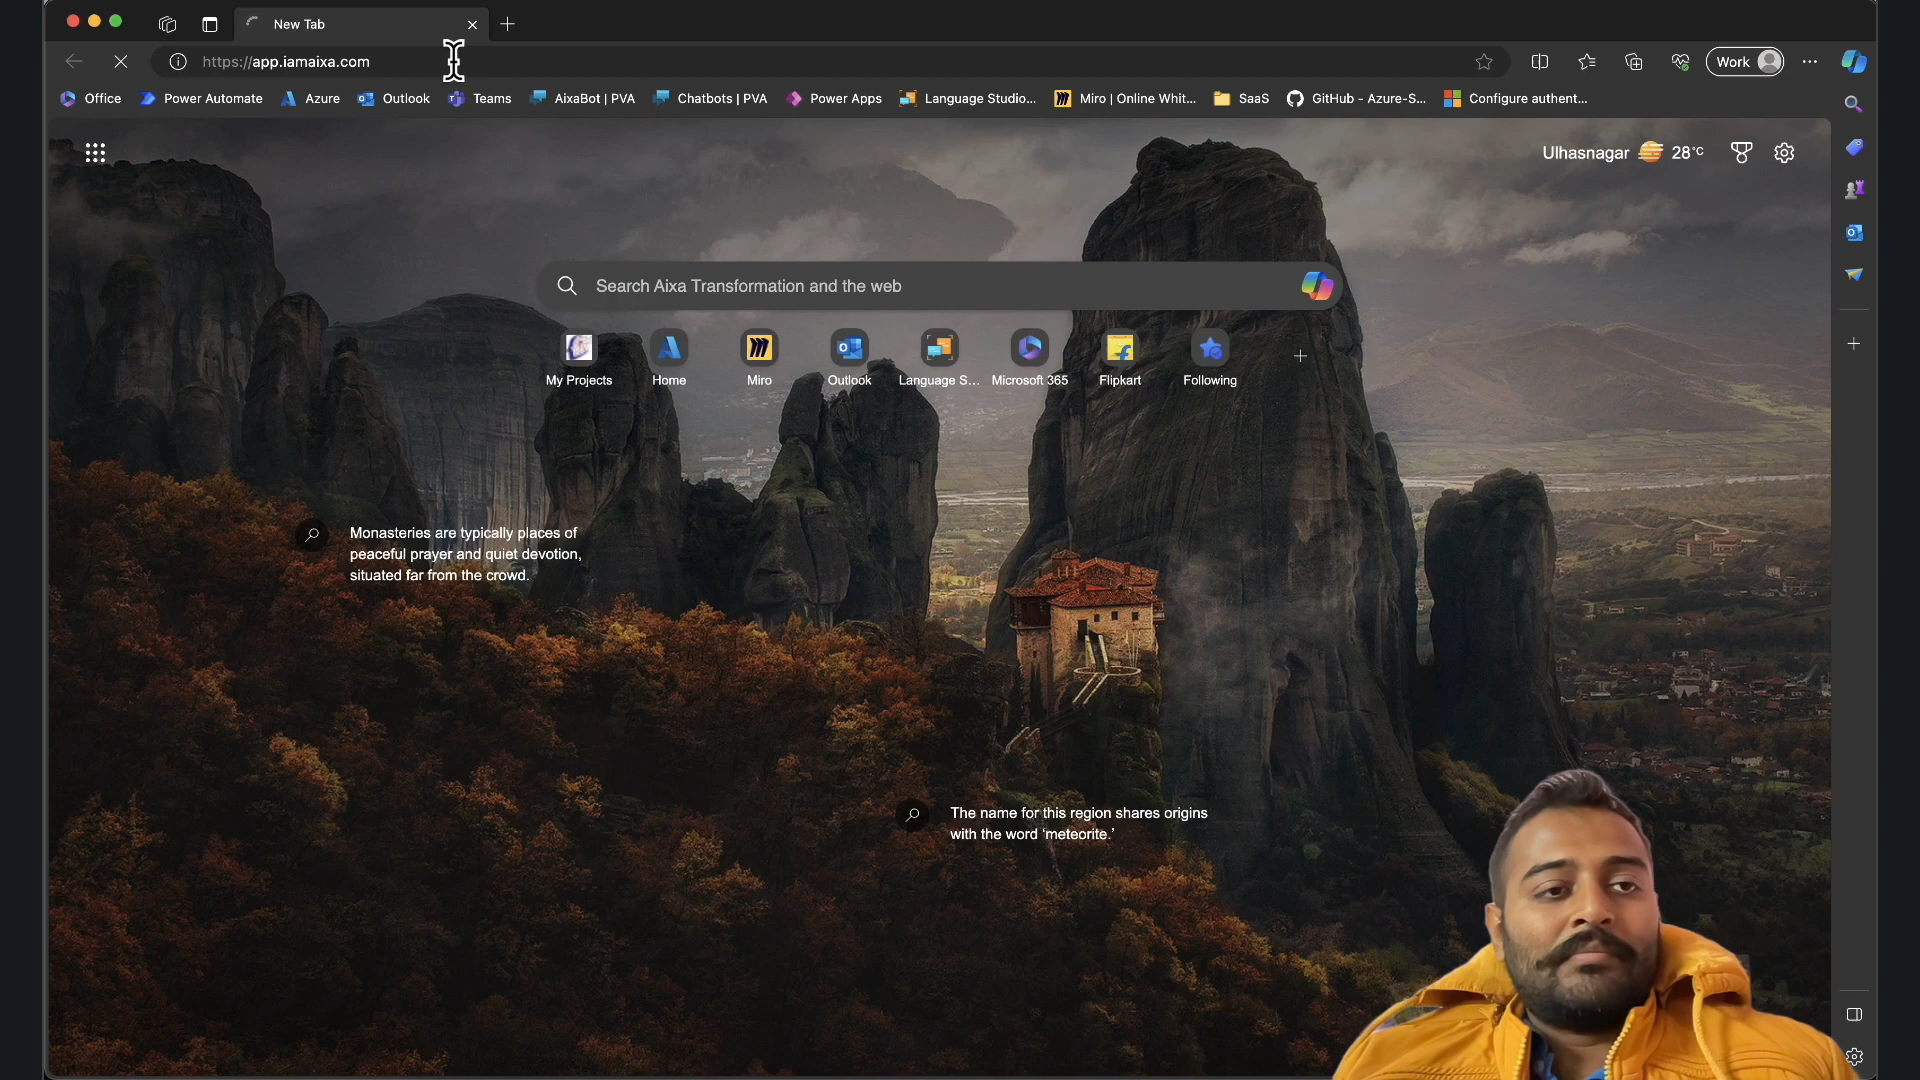 New Tab
https://app.iamaixa.com
Work
Office
Power Automate
Azure
Outlook
Teams
AixaBot | PVA
Chatbots | PVA
Power Apps
Language Studio...
Miro | Online Whit...
SaaS
GitHub - Azure-S...
Configure authent...
Ulhasnagar
28°C
Search Aixa Transformation and the web
My Projects
Home
Miro
Outlook
Language S...
Microsoft 365
Flipkart
Following
Monasteries are typically places of
peaceful prayer and quiet devotion,
situated far from the crowd.
The name for this region shares origins
with the word ‘meteorite.’